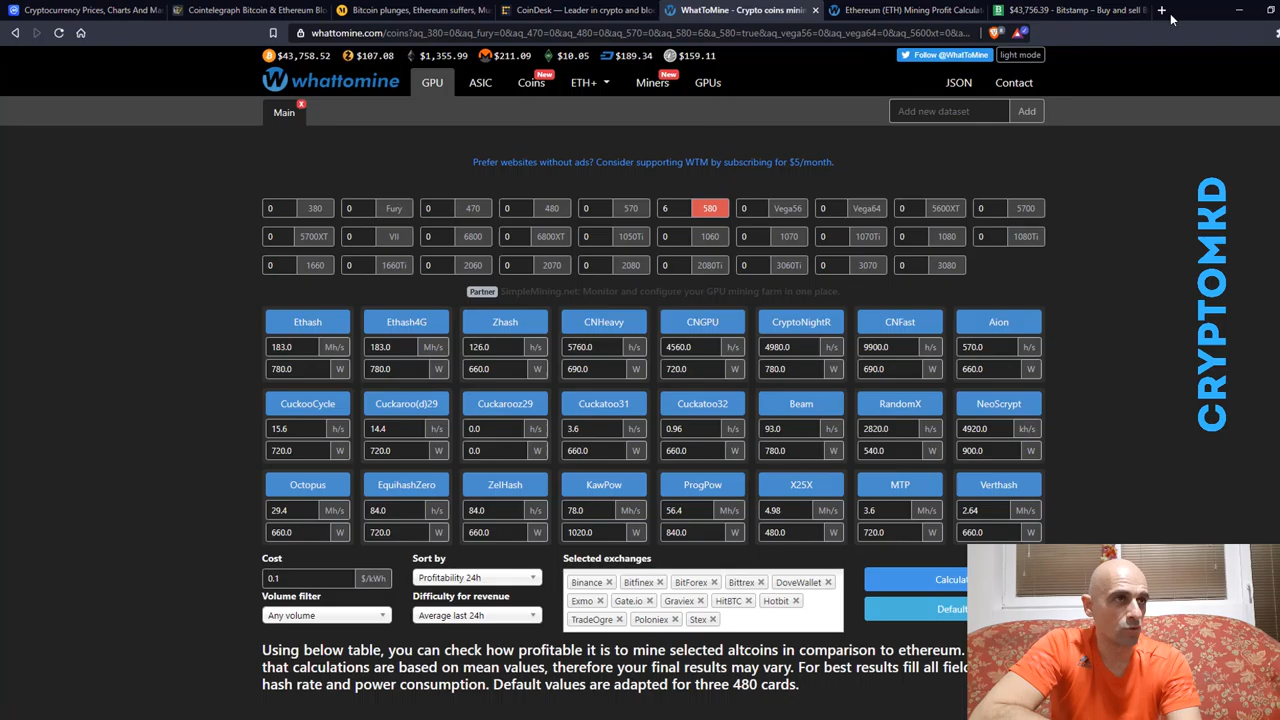 Cryptocurrency Prices, Charts And Ma
Cointelegraph Bitcoin & Ethereum Blo
Bitcoin plunges, Ethereum suffers, Mu
CoinDesk — Leader in crypto and bloc
WhatToMine - Crypto coins minin
Ethereum (ETH) Mining Profit Calcula
$43,756.39 - Bitstamp – Buy and sell B
whattomine.com/coins?aq_380=0&aq_fury=0&aq_470=0&aq_480=0&aq_570=0&aq_580=6&a_580=true&aq_vega56=0&aq_vega64=0&aq_5600xt=0&a...
$43,758.52 $107.08 $1,355.99 $211.09 $10.05 $189.34 $159.11
Follow @WhatToMine light mode
whattomine GPU ASIC Coins New ETH+ Miners New GPUs JSON Contact
Main x Add new dataset Add
Prefer websites without ads? Consider supporting WTM by subscribing for $5/month.
0 380 0 Fury 0 470 0 480 0 570 6 580 0 Vega56 0 Vega64 0 5600XT 0 5700
0 5700XT 0 VII 0 6800 0 6800XT 0 1050Ti 0 1060 0 1070 0 1070Ti 0 1080 0 1080Ti
0 1660 0 1660Ti 0 2060 0 2070 0 2080 0 2080Ti 0 3060Ti 0 3070 0 3080
Partner SimpleMining.net: Monitor and configure your GPU mining farm in one place.
Ethash Ethash4G Zhash CNHeavy CNGPU CryptoNightR CNFast Aion
183.0 Mh/s 183.0 Mh/s 126.0 h/s 5760.0 h/s 4560.0 h/s 4980.0 h/s 9900.0 h/s 570.0 h/s
780.0 W 780.0 W 660.0 W 690.0 W 720.0 W 780.0 W 690.0 W 660.0 W
CuckooCycle Cuckaroo(d)29 Cuckarooz29 Cuckatoo31 Cuckatoo32 Beam RandomX NeoScrypt
15.6 h/s 14.4 h/s 0.0 h/s 3.6 h/s 0.96 h/s 93.0 h/s 2820.0 h/s 4920.0 kh/s
720.0 W 720.0 W 0.0 W 660.0 W 660.0 W 780.0 W 540.0 W 900.0 W
Octopus EquihashZero ZelHash KawPow ProgPow X25X MTP Verthash
29.4 Mh/s 84.0 h/s 84.0 h/s 78.0 Mh/s 56.4 Mh/s 4.98 Mh/s 3.6 Mh/s 2.64 Mh/s
660.0 W 720.0 W 660.0 W 1020.0 W 840.0 W 480.0 W 720.0 W 660.0 W
Cost Sort by Selected exchanges
0.1 $/kWh Profitability 24h Binance Bitfinex BitForex Bittrex DoveWallet Calculat
Volume filter Difficulty for revenue Exmo Gate.io Graviex HitBTC Hotbit
Any volume Average last 24h TradeOgre Poloniex Stex Default
Using below table, you can check how profitable it is to mine selected altcoins in comparison to ethereum.
that calculations are based on mean values, therefore your final results may vary. For best results fill all field
hash rate and power consumption. Default values are adapted for three 480 cards.
CRYPTOMKD